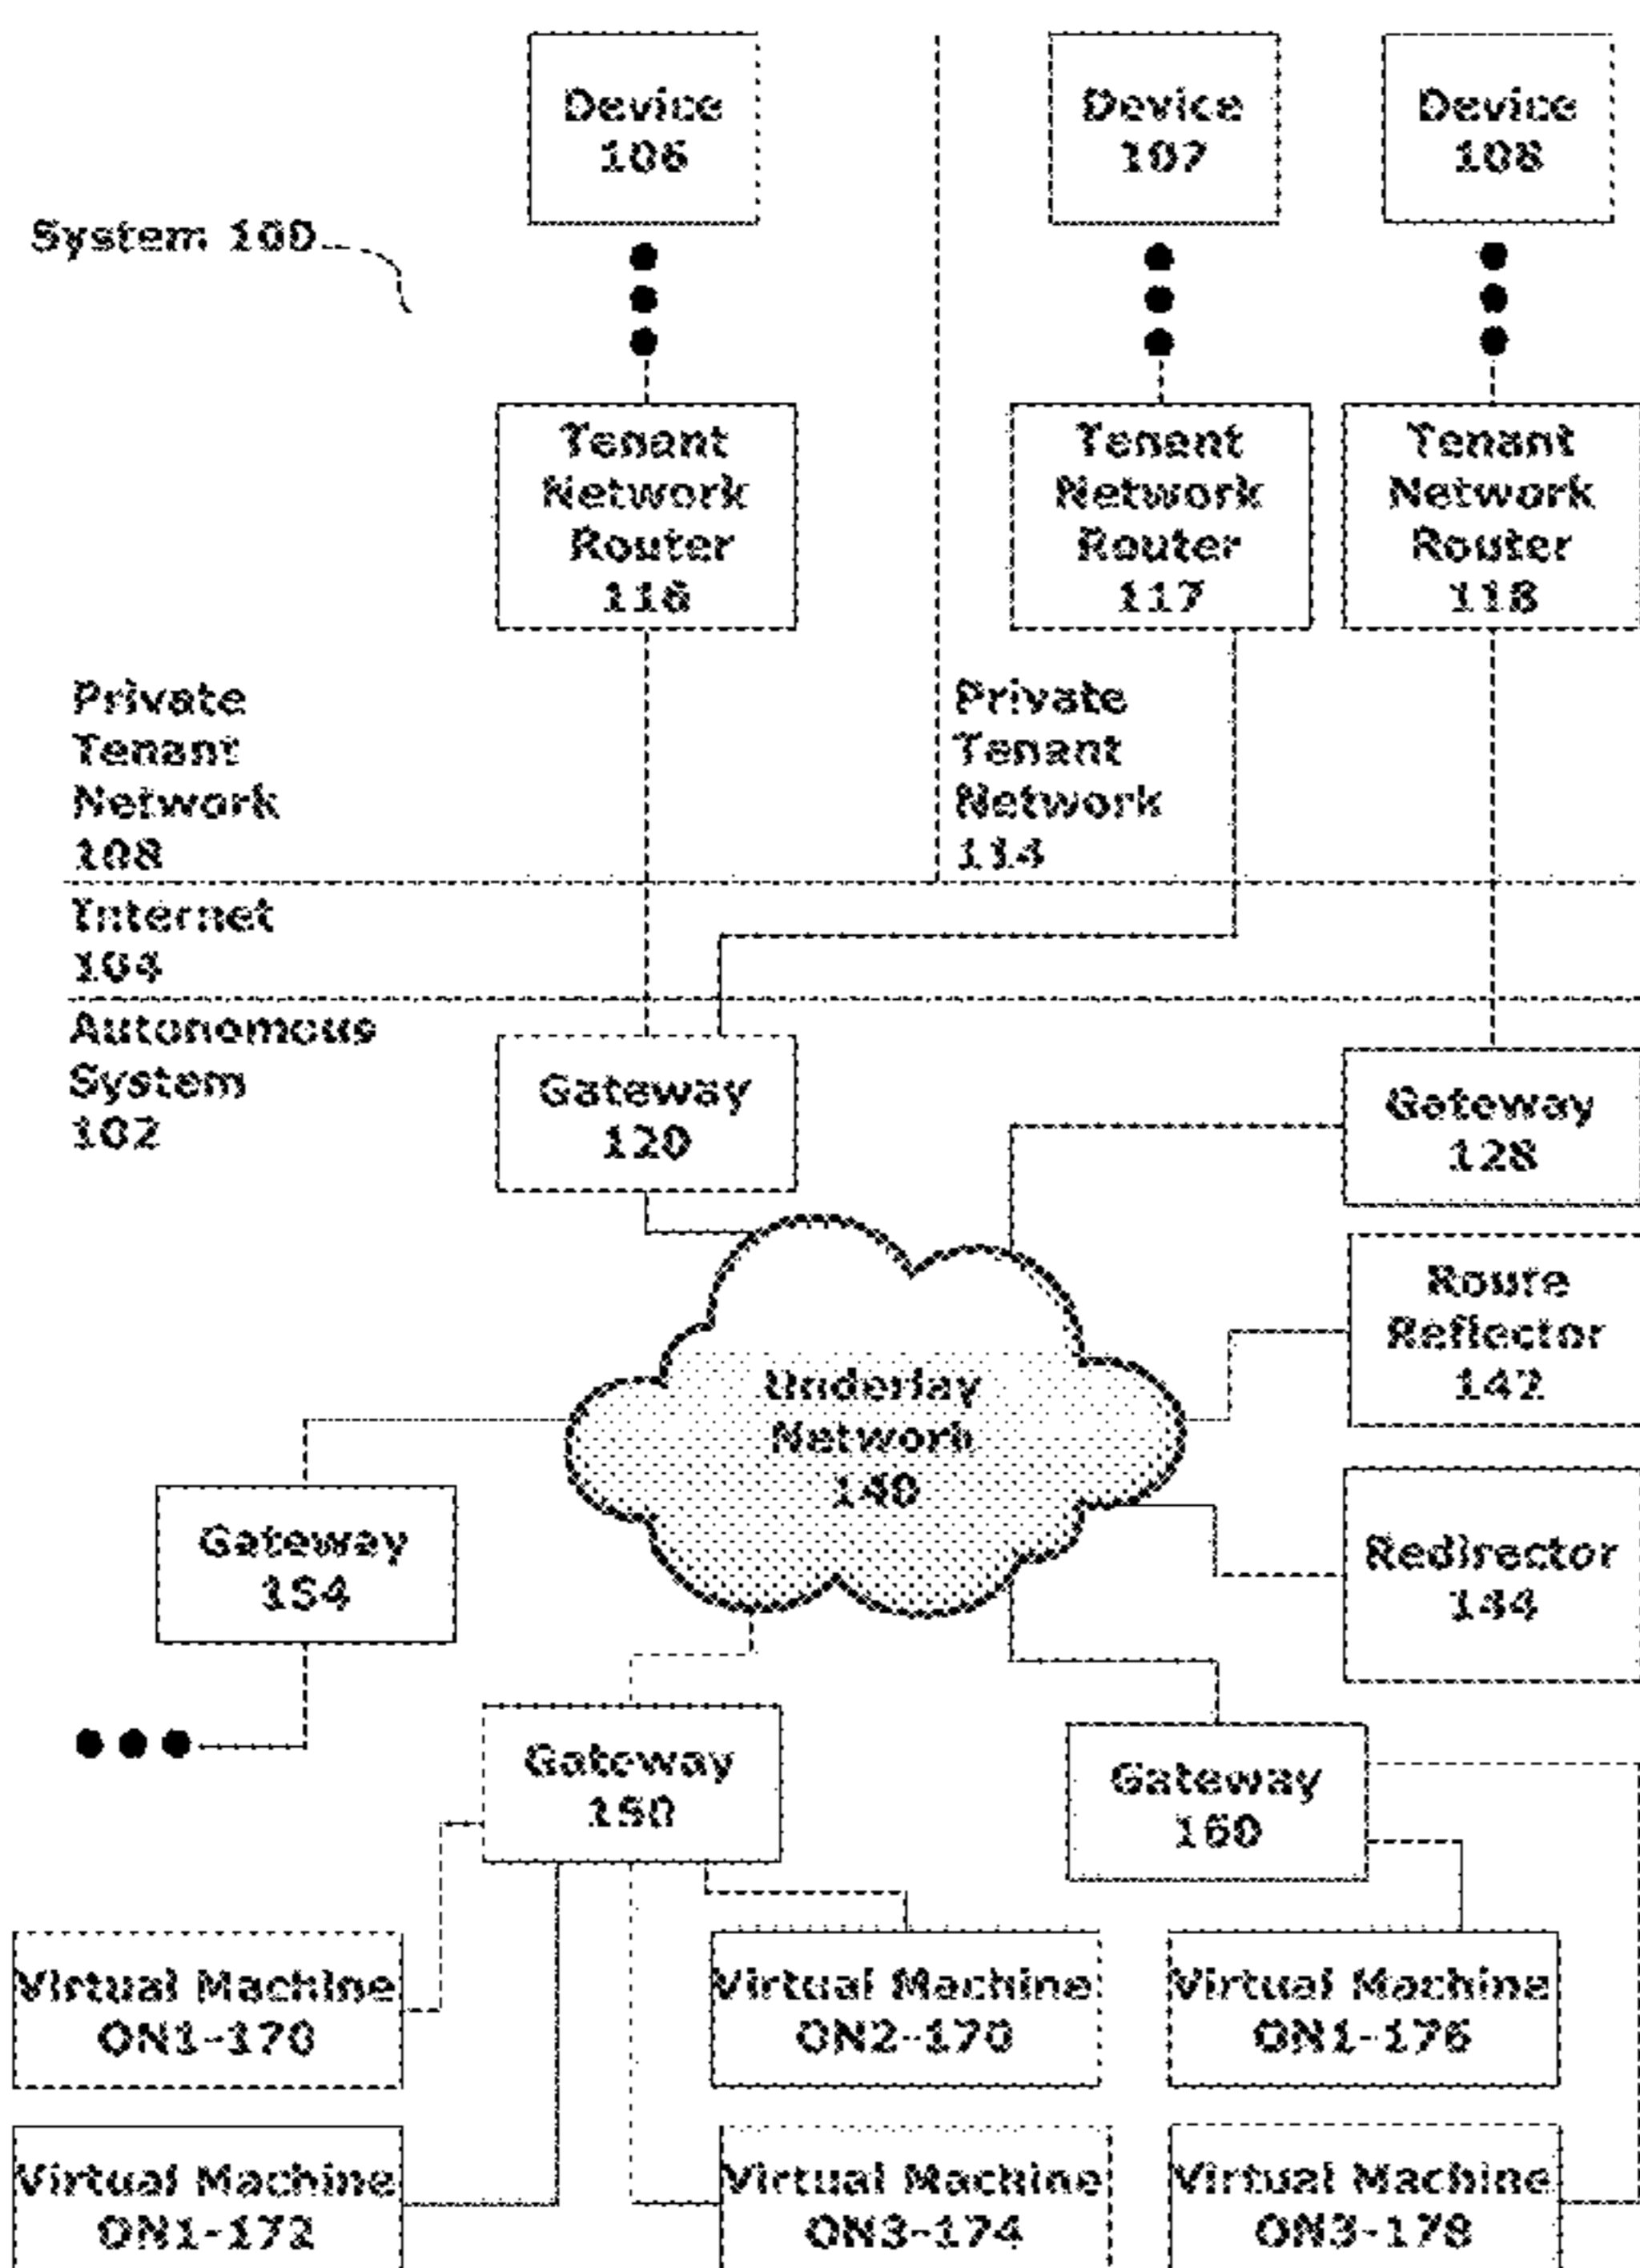 Device
106
Device
107
Device
108
System 100
Tenant
Network
Router
116
Tenant
Network
Router
117
Tenant
Network
Router
118
Private
Tenant
Network
108
Private
Tenant
Network
114
Internet
104
Autonomous
System
102
Gateway
120
Gateway
128
Route
Reflector
142
Underlay
Network
140
Gateway
154
Redirector
144
Gateway
150
Gateway
160
Virtual Machine
ON1-170
Virtual Machine
ON2-170
Virtual Machine
ON1-176
Virtual Machine
ON1-172
Virtual Machine
ON3-174
Virtual Machine
ON3-178